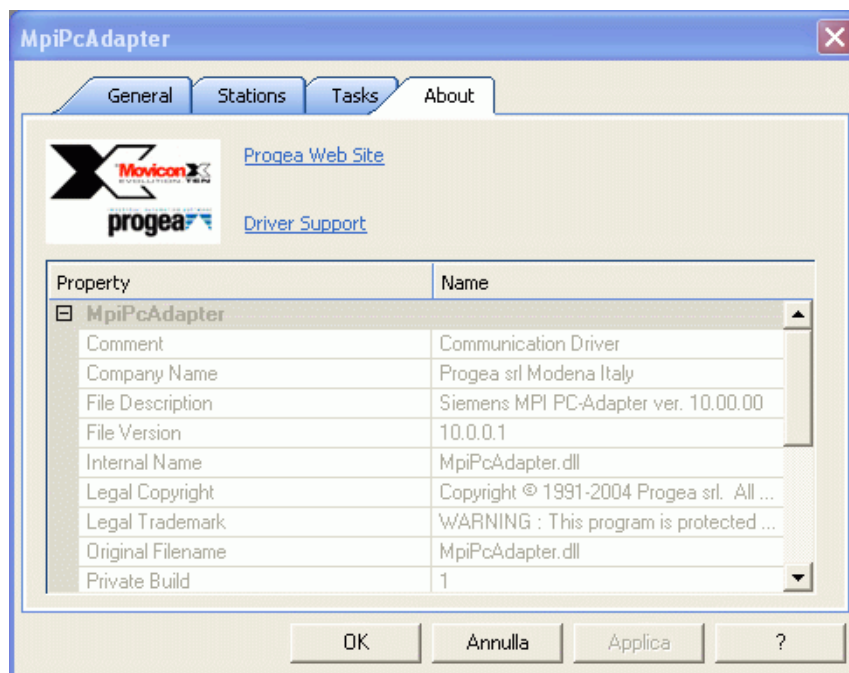 MpiPcAdapter
General Stations Tasks About
MoviconX
EVOLUTION TEN
progea
Progea Web Site
Driver Support
Property Name
MpiPcAdapter
Comment Communication Driver
Company Name Progea srl Modena Italy
File Description Siemens MPI PC-Adapter ver. 10.00.00
File Version 10.0.0.1
Internal Name MpiPcAdapter.dll
Legal Copyright Copyright © 1991-2004 Progea srl. All ...
Legal Trademark WARNING : This program is protected ...
Original Filename MpiPcAdapter.dll
Private Build 1
OK Annulla Applica ?